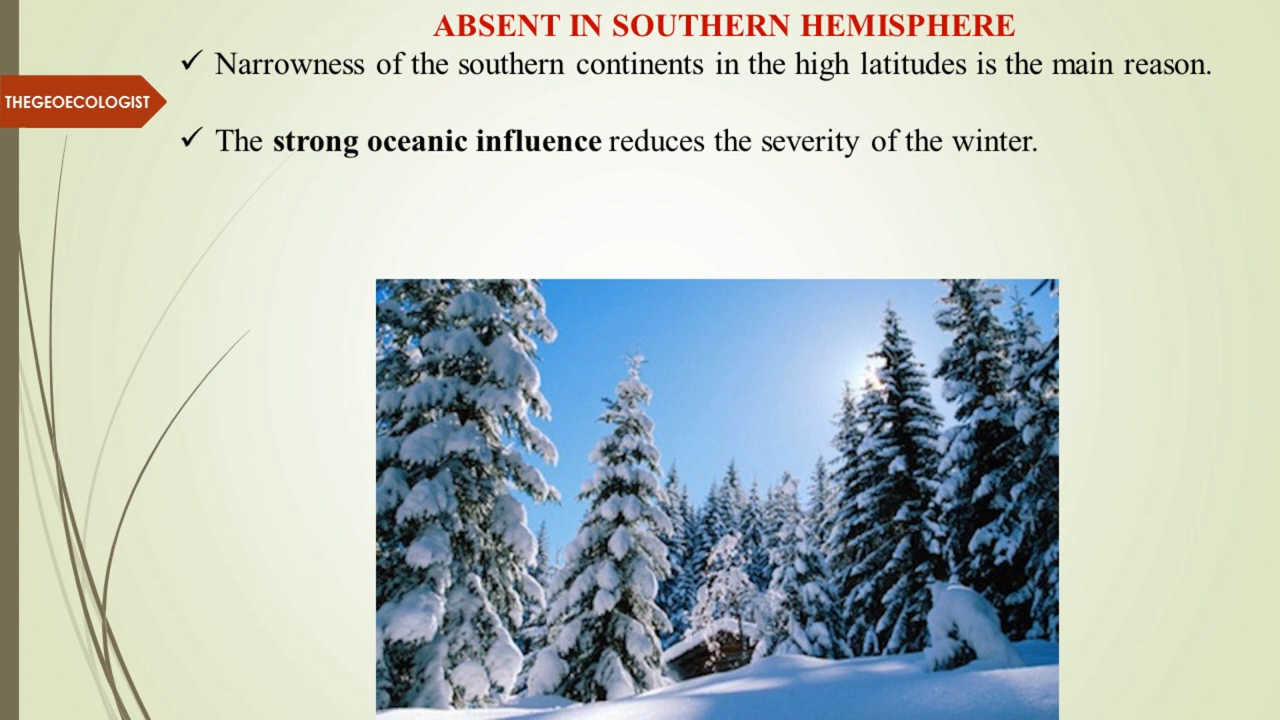 ABSENT IN SOUTHERN HEMISPHERE
✓ Narrowness of the southern continents in the high latitudes is the main reason.
THEGEOECOLOGIST
✓ The strong oceanic influence reduces the severity of the winter.